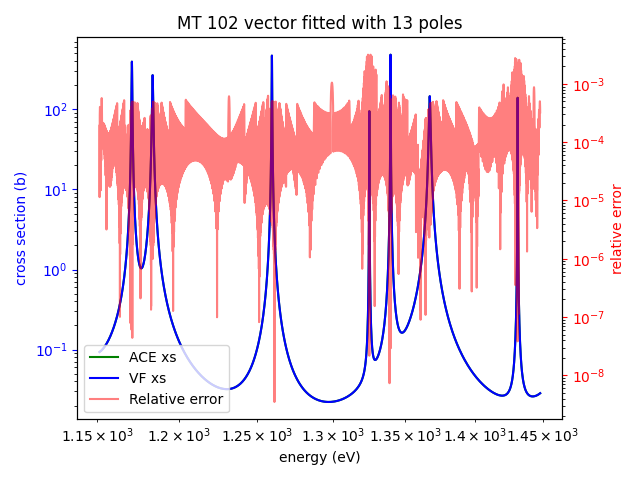 MT 102 vector fitted with 13 poles
cross section (b)
10²
10¹
10⁰
10⁻¹
10⁻³
10⁻⁴
10⁻⁵
10⁻⁶
10⁻⁷
10⁻⁸
relative error
ACE xs
VF xs
Relative error
1.15 × 10³ 1.2 × 10³ 1.25 × 10³ 1.3 × 10³ 1.35 × 10³ 1.4 × 10³ 1.45 × 10³
energy (eV)